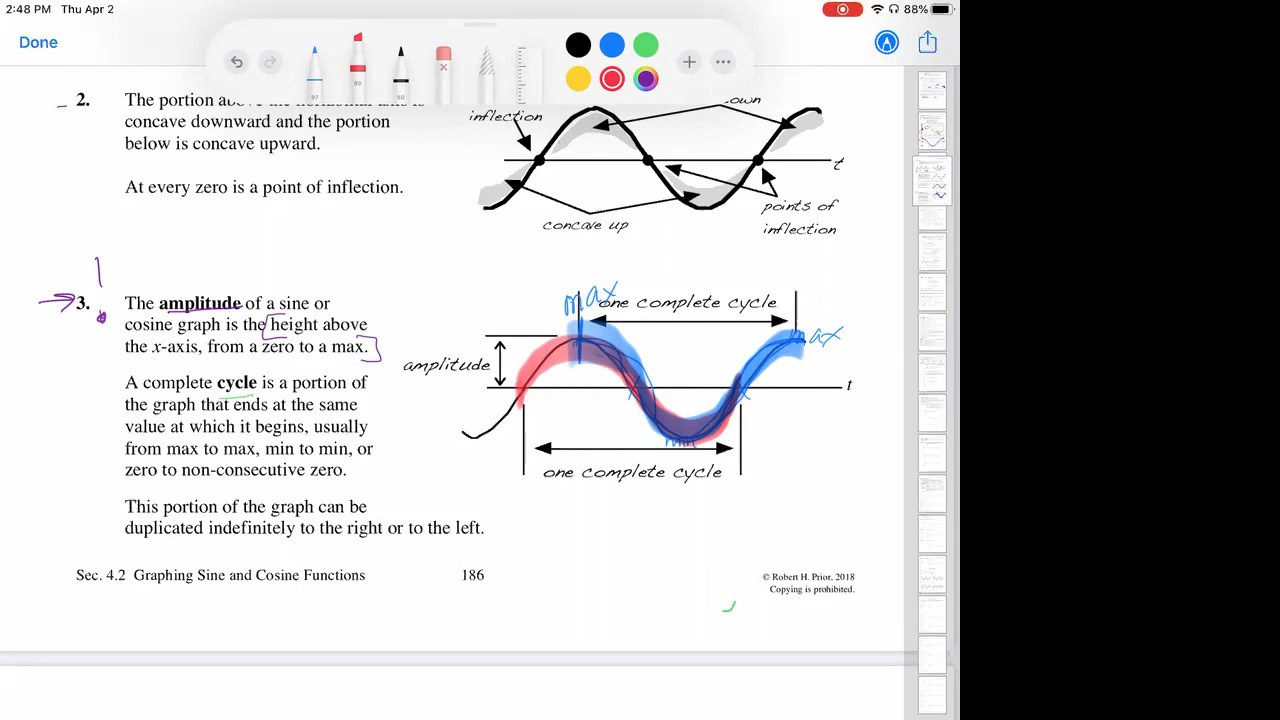 2:48 PM Thu Apr 2
88%
Done
97
80
50
2. The portion
concave downward and the portion
below is concave upward.
At every zero is a point of inflection.
inflection
t
concave up
points of
inflection
3. The amplitude of a sine or
cosine graph is the height above
the x-axis, from a zero to a max.
A complete cycle is a portion of
the graph that ends at the same
value at which it begins, usually
from max to max, min to min, or
zero to non-consecutive zero.
This portion of the graph can be
duplicated indefinitely to the right or to the left.
max
one complete cycle
max
amplitude
t
min
one complete cycle
Sec. 4.2 Graphing Sine and Cosine Functions
186
© Robert H. Prior, 2018
Copying is prohibited.